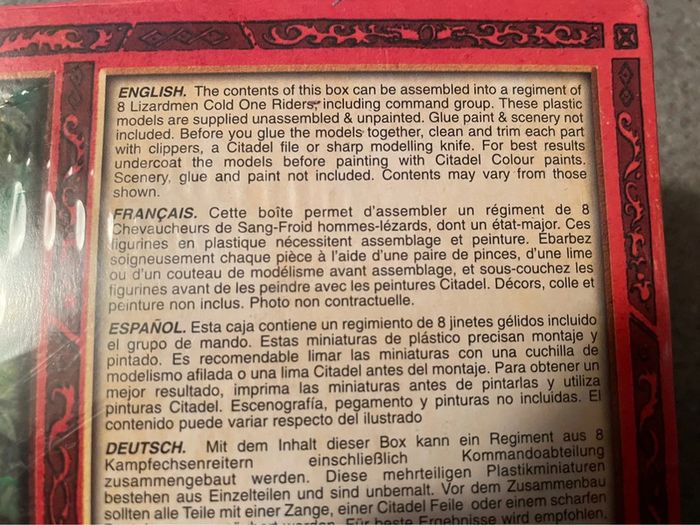 ENGLISH. The contents of this box can be assembled into a regiment of
8 Lizardmen Cold One Riders, including command group. These plastic
models are supplied unassembled & unpainted. Glue paint & scenery not
included. Before you glue the models together, clean and trim each part
with clippers, a Citadel file or sharp modelling knife. For best results
undercoat the models before painting with Citadel Colour paints.
Scenery, glue and paint not included. Contents may vary from those
shown.
FRANÇAIS. Cette boîte permet d'assembler un régiment de 8
Chevaucheurs de Sang-Froid hommes-lézards, dont un état-major. Ces
figurines en plastique nécessitent assemblage et peinture. Ébarbez
soigneusement chaque pièce à l'aide d'une paire de pinces, d'une lime
ou d'un couteau de modélisme avant assemblage, et sous-couchez les
figurines avant de les peindre avec les peintures Citadel. Décors, colle et
peinture non inclus. Photo non contractuelle.
ESPAÑOL. Esta caja contiene un regimiento de 8 jinetes gélidos incluido
el grupo de mando. Estas miniaturas de plástico precisan montaje y
pintado. Es recomendable limar las miniaturas con una cuchilla de
modelismo afilada o una lima Citadel antes del montaje. Para obtener un
mejor resultado, imprima las miniaturas antes de pintarlas y utiliza
pinturas Citadel. Escenografía, pegamento y pinturas no incluidas. El
contenido puede variar respecto del ilustrado
DEUTSCH. Mit dem Inhalt dieser Box kann ein Regiment aus 8
Kampfechsenreitern einschließlich Kommandoabteilung
zusammengebaut werden. Diese mehrteiligen Plastikminiaturen
bestehen aus Einzelteilen und sind unbemalt. Vor dem Zusammenbau
sollten alle Teile mit einer Zange, einer Citadel Feile oder einem scharfen
Für beste Ergebnisse wird empfohlen,